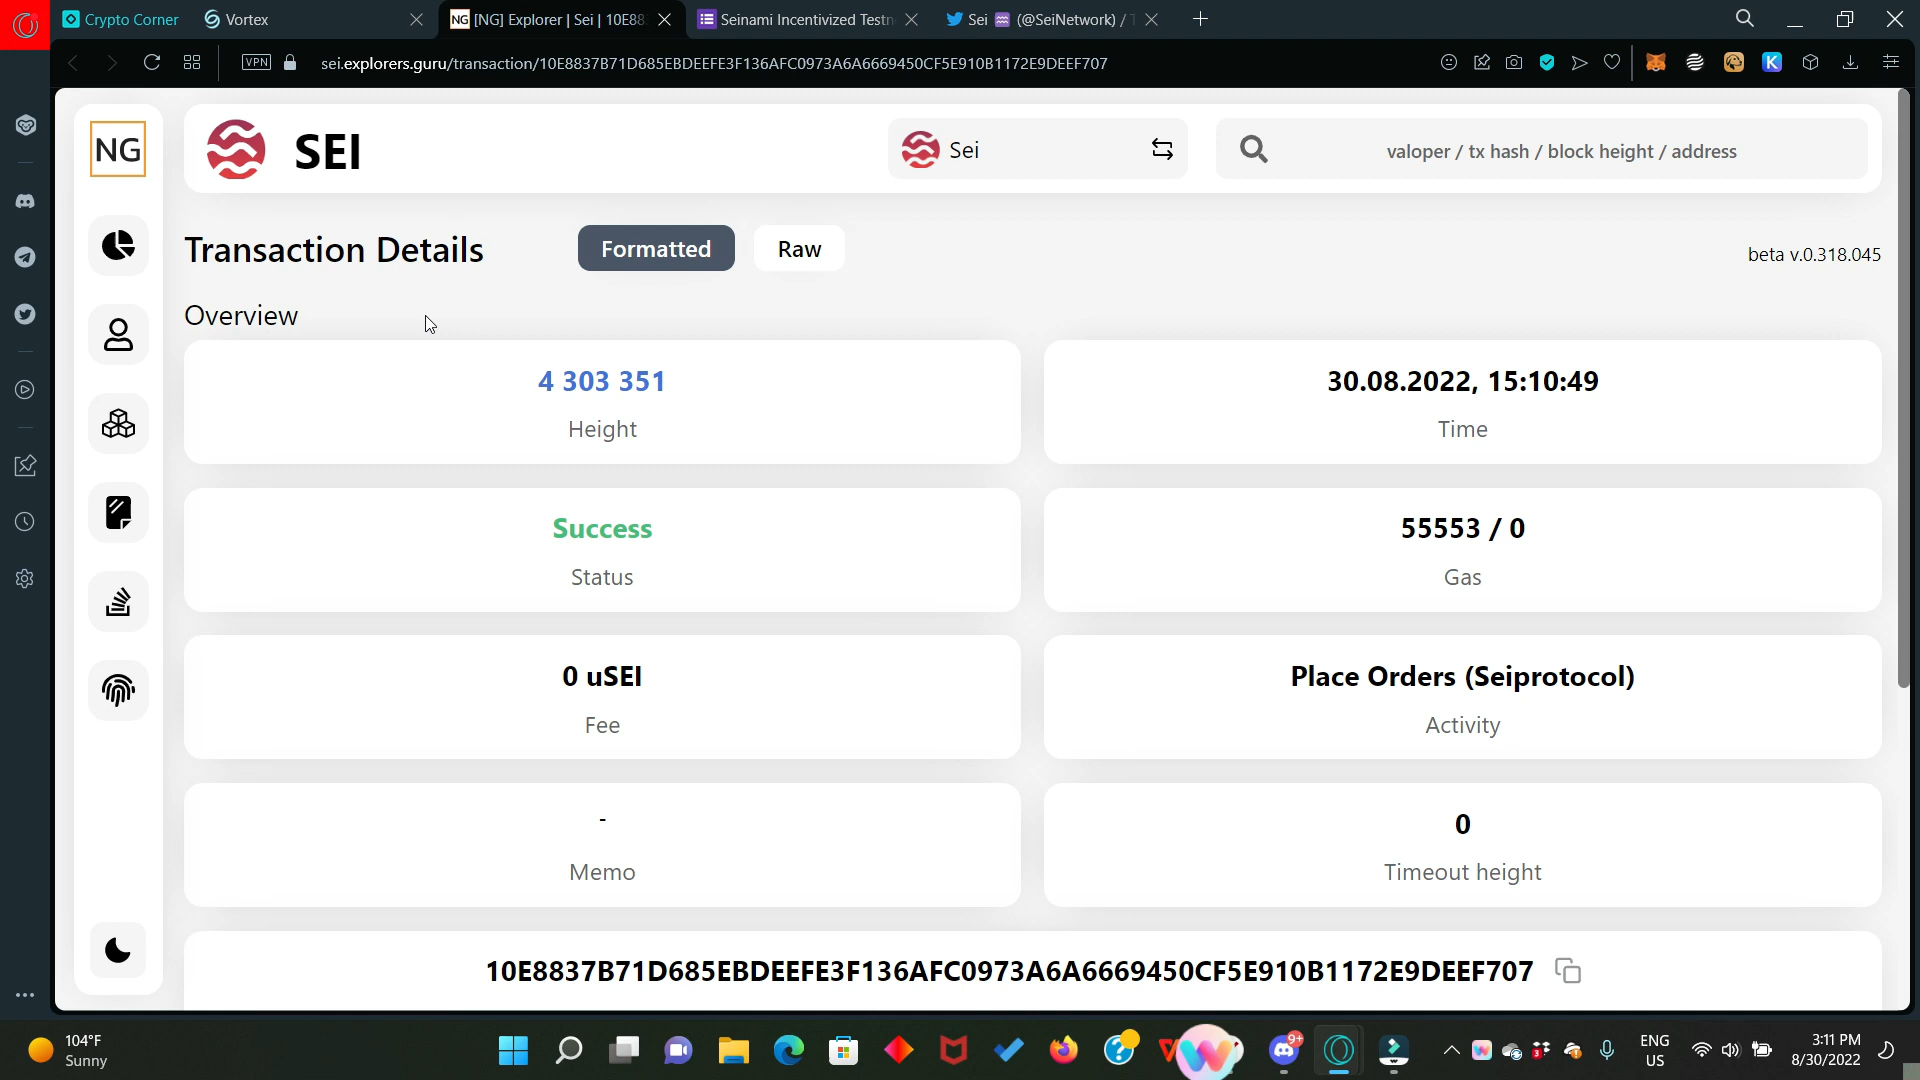 Crypto Corner
Vortex
[NG] Explorer | Sei | 10E88
Seinami Incentivized Testn
Sei (@SeiNetwork) / T
VPN
sei.explorers.guru/transaction/10E8837B71D685EBDEEFE3F136AFC0973A6A6669450CF5E910B1172E9DEEF707
NG
SEI
Sei
valoper / tx hash / block height / address
Transaction Details
Formatted
Raw
beta v.0.318.045
Overview
4 303 351
Height
30.08.2022, 15:10:49
Time
Success
Status
55553 / 0
Gas
0 uSEI
Fee
Place Orders (Seiprotocol)
Activity
-
Memo
0
Timeout height
10E8837B71D685EBDEEFE3F136AFC0973A6A6669450CF5E910B1172E9DEEF707
104°F
Sunny
9+
3
ENG
US
3:11 PM
8/30/2022